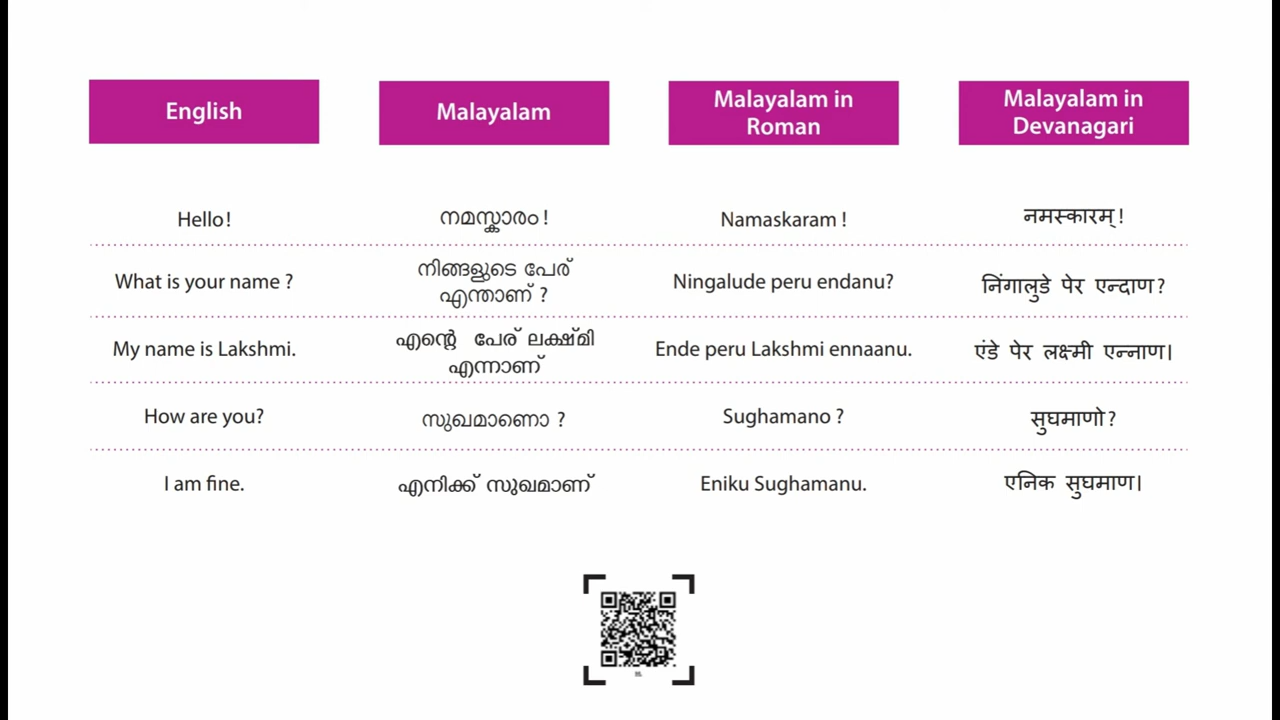 English
Malayalam
Malayalam in
Roman
Malayalam in
Devanagari
Hello!
നമസ്കാരം !
Namaskaram !
नमस्कारम् !
What is your name ?
നിങ്ങളുടെ പേര്
എന്താണ് ?
Ningalude peru endanu?
निंगालुडे पेर एन्दाण?
My name is Lakshmi.
എന്റെ പേര് ലക്ഷ്മി
എന്നാണ്
Ende peru Lakshmi ennaanu.
एंडे पेर लक्ष्मी एन्नाण।
How are you?
സുഖമാണൊ ?
Sughamano ?
सुघमाणो?
I am fine.
എനിക്ക് സുഖമാണ്
Eniku Sughamanu.
एनिक सुघमाण।